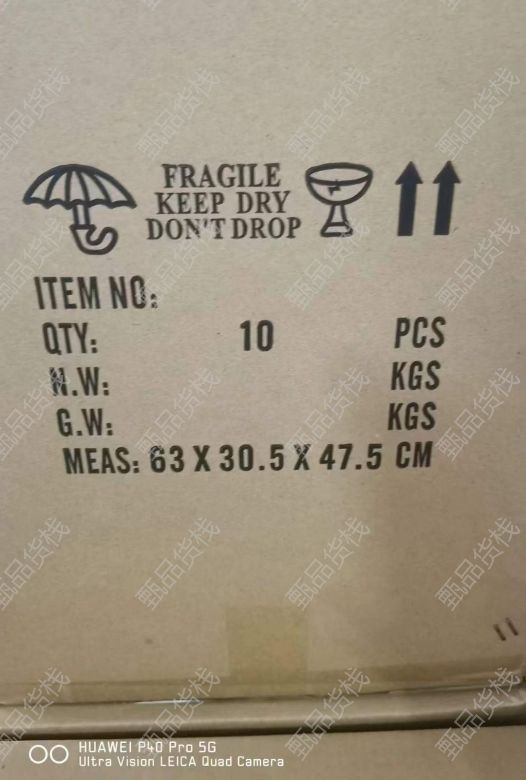 FRAGILE
KEEP DRY
DON'T DROP
ITEM NO:
QTY: 10 PCS
N.W: KGS
G.W: KGS
MEAS: 63 X 30.5 X 47.5 CM
甄品货栈
HUAWEI P40 Pro 5G
Ultra Vision LEICA Quad Camera